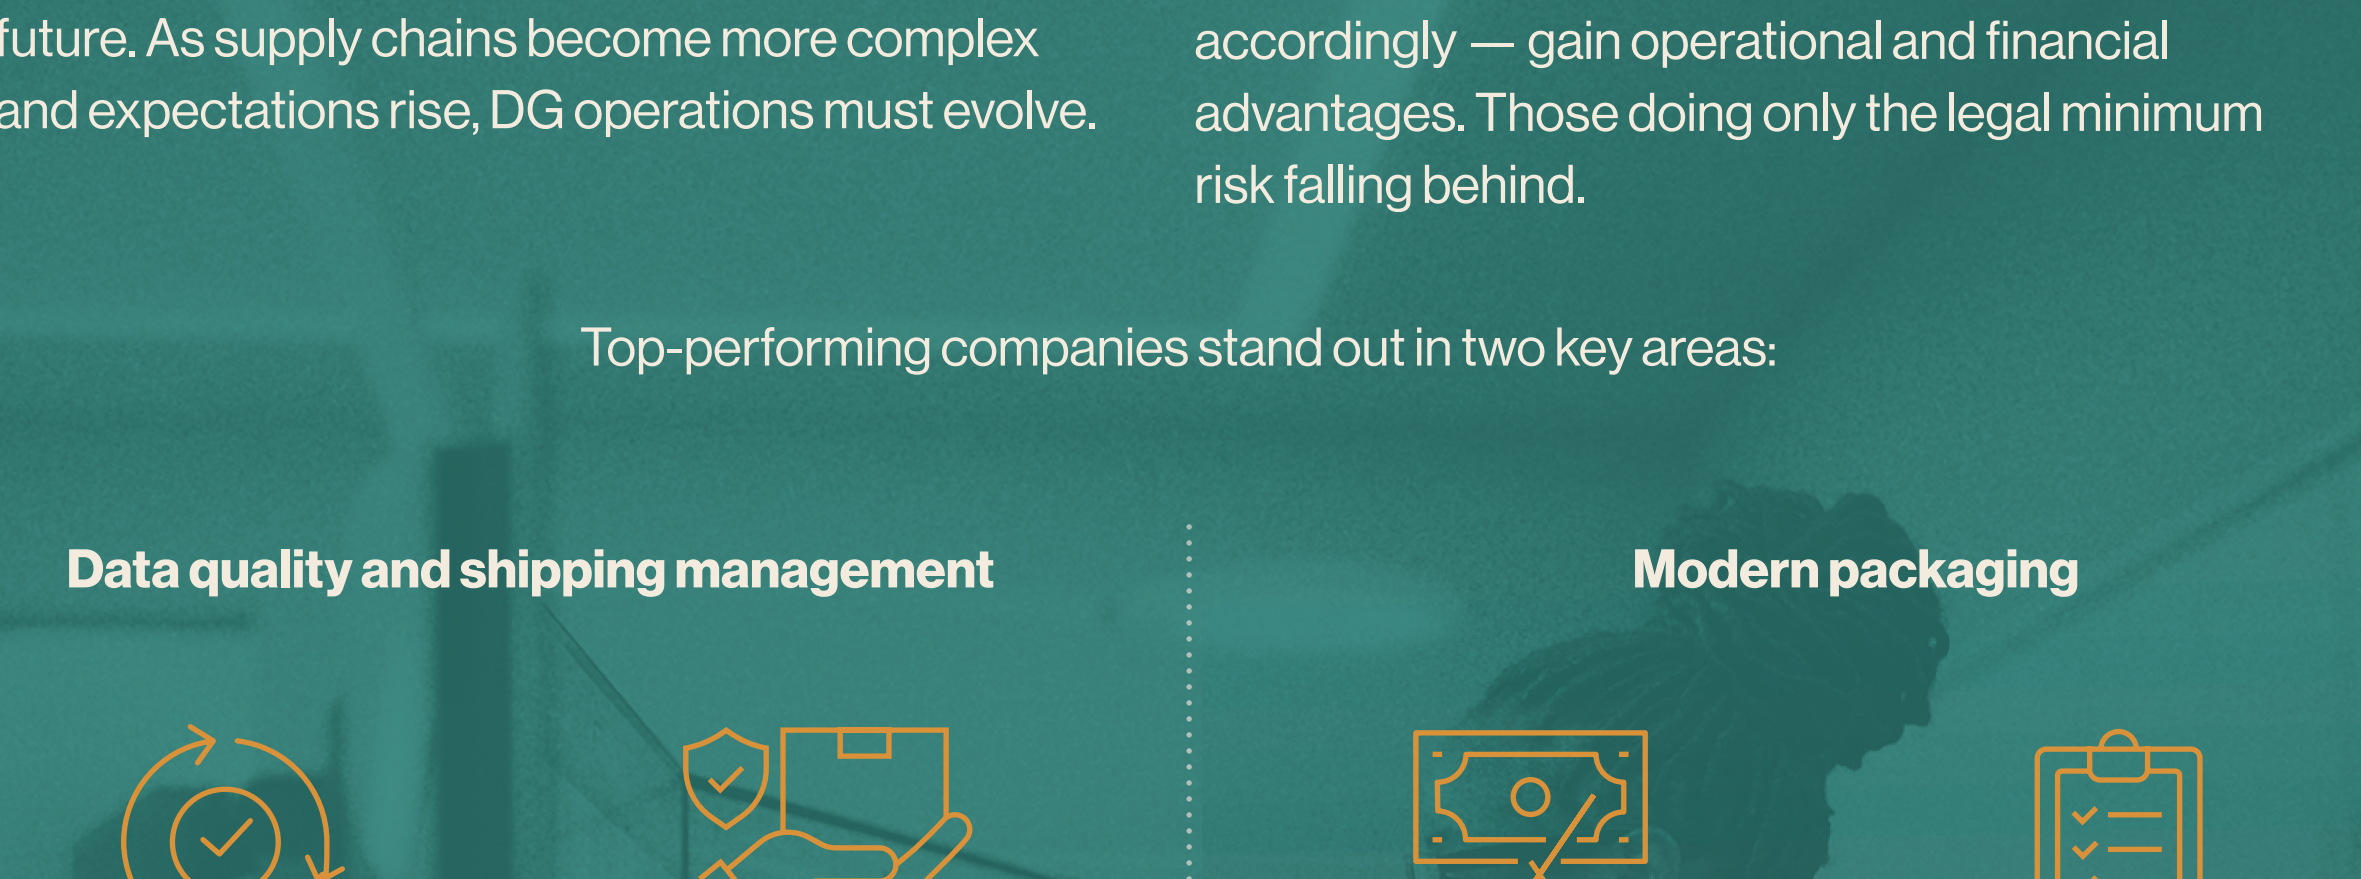 future. As supply chains become more complex
and expectations rise, DG operations must evolve.
accordingly — gain operational and financial
advantages. Those doing only the legal minimum
risk falling behind.
Top-performing companies stand out in two key areas:
Data quality and shipping management
Modern packaging